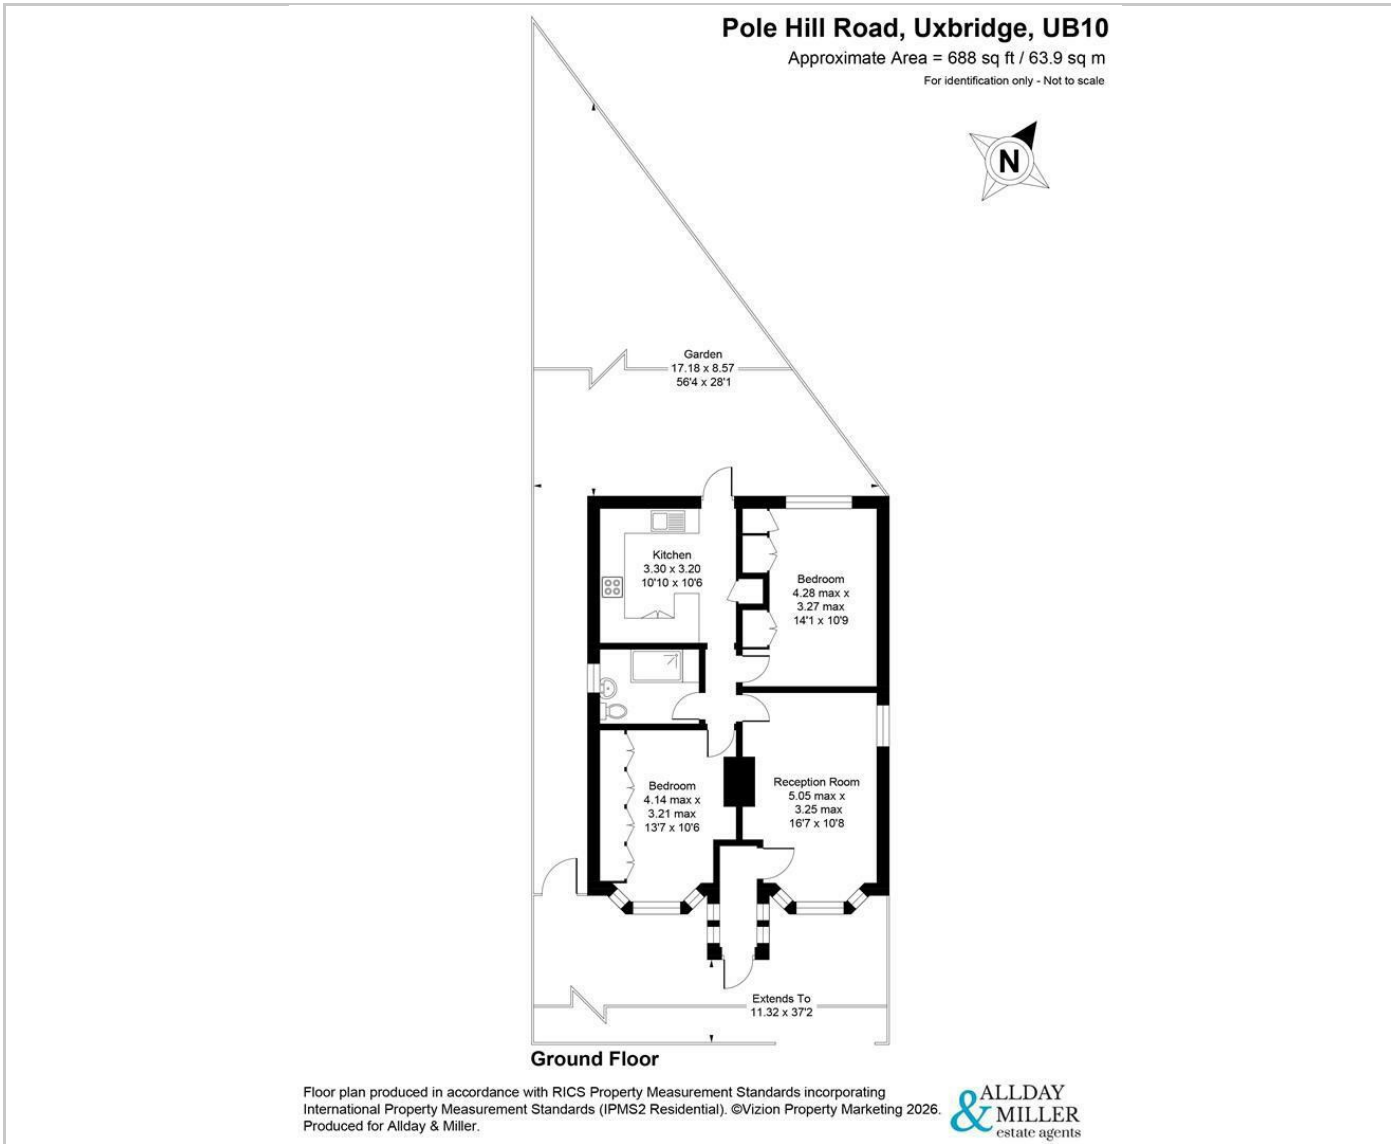 Pole Hill Road, Uxbridge, UB10
Approximate Area = 688 sq ft / 63.9 sq m
For identification only - Not to scale
N
Garden
17.18 x 8.57
56'4 x 28'1
Kitchen
3.30 x 3.20
10'10 x 10'6
Bedroom
4.28 max x
3.27 max
14'1 x 10'9
Bedroom
4.14 max x
3.21 max
13'7 x 10'6
Reception Room
5.05 max x
3.25 max
16'7 x 10'8
Extends To
11.32 x 37'2
Ground Floor
Floor plan produced in accordance with RICS Property Measurement Standards incorporating
International Property Measurement Standards (IPMS2 Residential). ©Vizion Property Marketing 2026.
Produced for Allday & Miller.
ALLDAY
& MILLER
estate agents